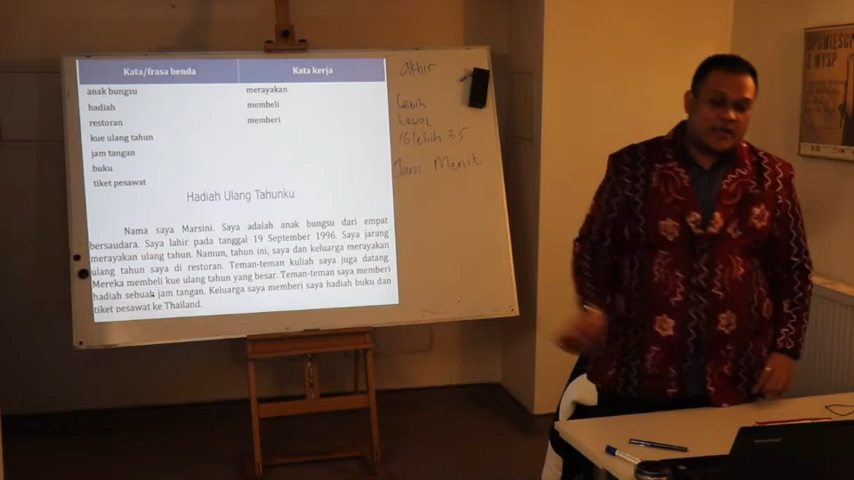 Kata/frasa benda Kata kerja
anak bungsu merayakan
hadiah membeli
restoran memberi
kue ulang tahun
jam tangan
buku
tiket pesawat
Hadiah Ulang Tahunku
Nama saya Marsini. Saya adalah anak bungsu dari empat
bersaudara. Saya lahir pada tanggal 19 September 1996. Saya jarang
merayakan ulang tahun. Namun, tahun ini, saya dan keluarga merayakan
ulang tahun saya di restoran. Teman-teman kuliah saya juga datang.
Mereka membeli kue ulang tahun yang besar. Teman-teman saya memberi
hadiah sebuah jam tangan. Keluarga saya memberi saya hadiah buku dan
tiket pesawat ke Thailand.
akhir
Lebih
Lewat
16 lebih 35
Jam Menit
OPOWIEŚCI
Z WYSP